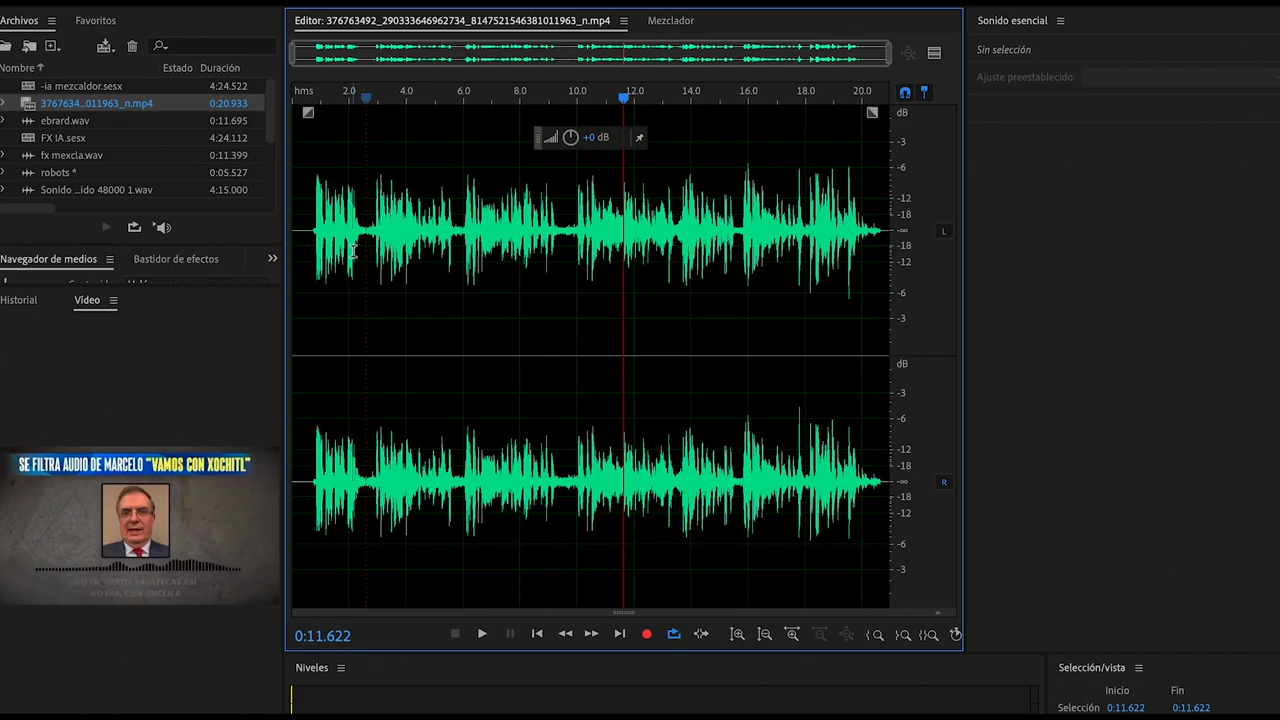 Archivos
Favoritos
Nombre
Estado
Duración
-ia mezcaldor.sesx
4:24.522
3767634...011963_n.mp4
0:20.933
ebrard.wav
0:11.695
FX IA.sesx
4:24.112
fx mexcla.wav
0:11.399
robots *
0:05.527
Sonido ...ido 48000 1.wav
4:15.000
Navegador de medios
Bastidor de efectos
Historial
Vídeo
SE FILTRA AUDIO DE MARCELO “VAMOS CON XOCHITL”
Editor: 376763492_290333646962734_8147521546381011963_n.mp4
Mezclador
hms 2.0 4.0 6.0 8.0 10.0 12.0 14.0 16.0 18.0 20.0
+0 dB
dB
-3
-6
-12
-18
-∞
-18
-12
-6
-3
L
dB
-3
-6
-12
-18
-∞
-18
-12
-6
-3
R
0:11.622
Niveles
Sonido esencial
Sin selección
Ajuste preestablecido:
Selección/vista
Inicio Fin
Selección 0:11.622 0:11.622